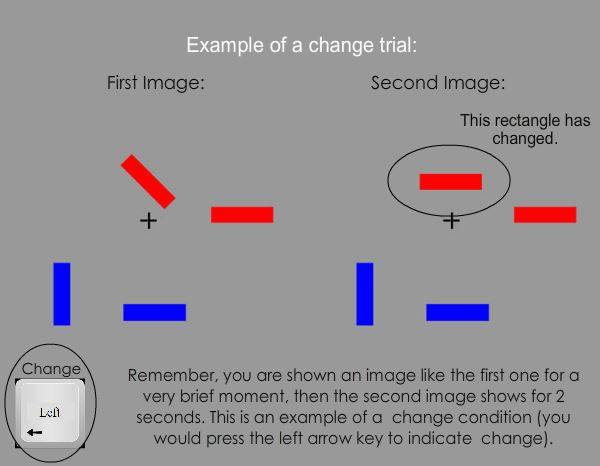 Example of a change trial:
First Image:
Second Image:
This rectangle has
changed.
Change
Left
Remember, you are shown an image like the first one for a
very brief moment, then the second image shows for 2
seconds. This is an example of a change condition (you
would press the left arrow key to indicate change).